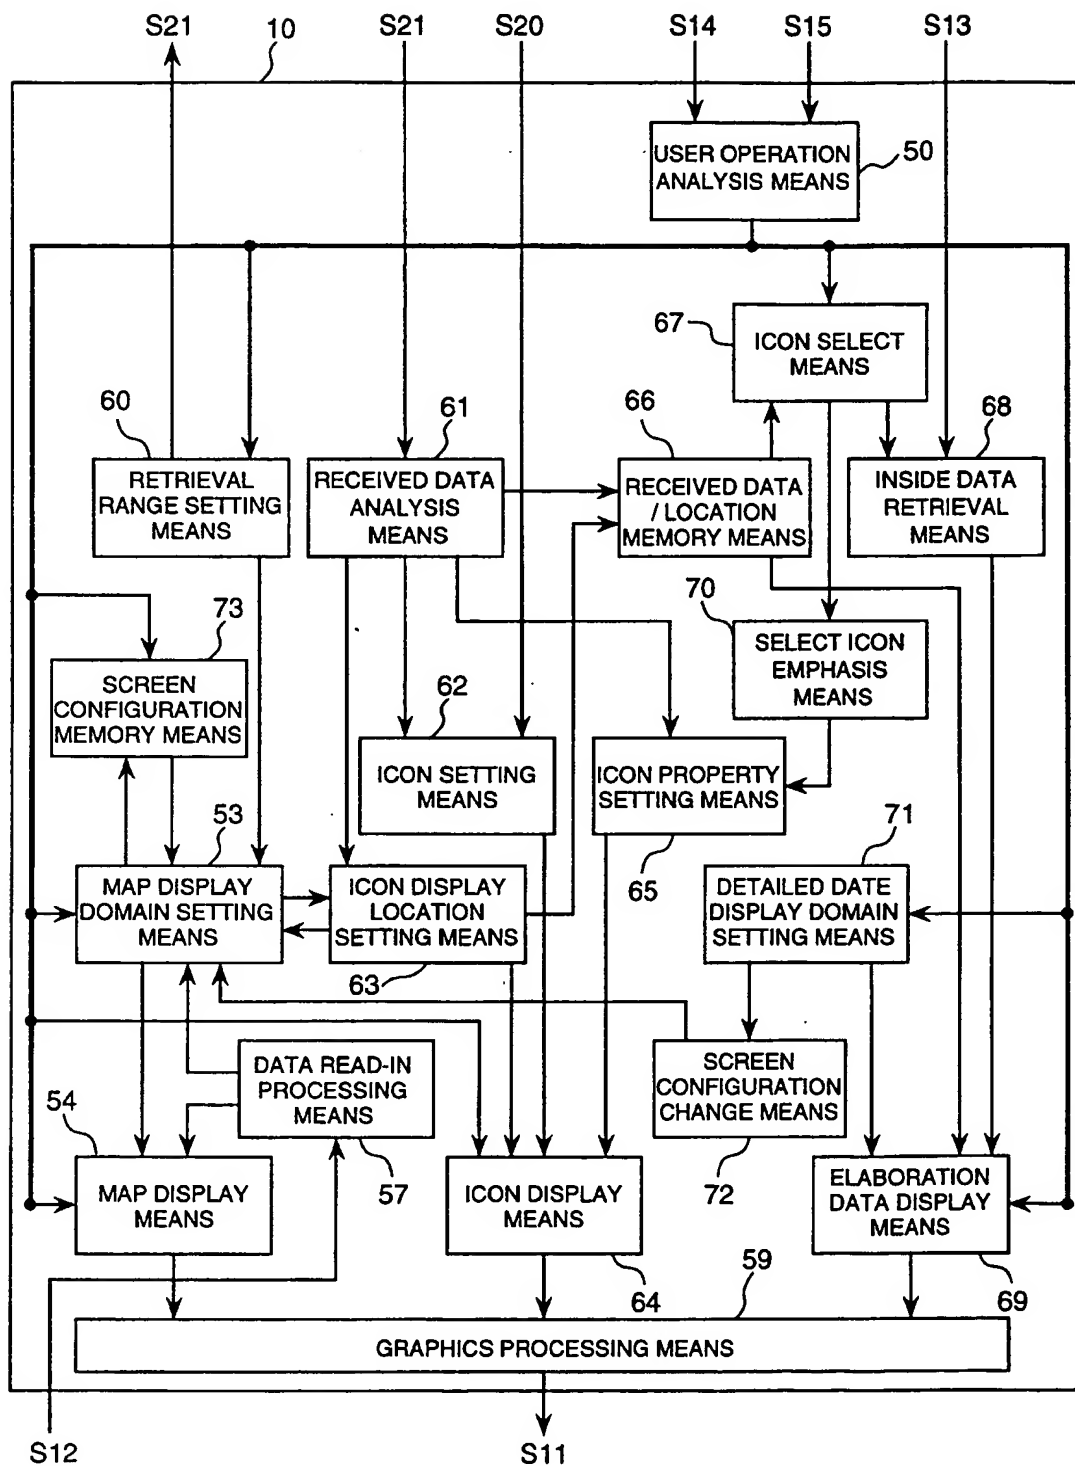 S21
10
S21
S20
S14
S15
S13
USER OPERATION
ANALYSIS MEANS
50
67
ICON SELECT
MEANS
60
61
66
68
RETRIEVAL
RANGE SETTING
MEANS
RECEIVED DATA
ANALYSIS
MEANS
RECEIVED DATA
/ LOCATION
MEMORY MEANS
INSIDE DATA
RETRIEVAL
MEANS
73
70
SCREEN
CONFIGURATION
MEMORY MEANS
62
SELECT ICON
EMPHASIS
MEANS
ICON SETTING
MEANS
ICON PROPERTY
SETTING MEANS
53
65
71
MAP DISPLAY
DOMAIN SETTING
MEANS
ICON DISPLAY
LOCATION
SETTING MEANS
63
DETAILED DATE
DISPLAY DOMAIN
SETTING MEANS
DATA READ-IN
PROCESSING
MEANS
57
SCREEN
CONFIGURATION
CHANGE MEANS
72
54
MAP DISPLAY
MEANS
ICON DISPLAY
MEANS
64
ELABORATION
DATA DISPLAY
MEANS
69
59
GRAPHICS PROCESSING MEANS
S12
S11